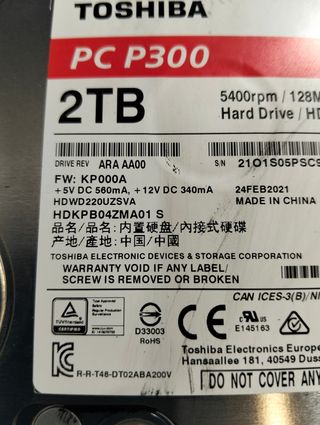 TOSHIBA
PC P300
2TB
5400rpm / 128M
Hard Drive / HD
DRIVE REV ARA AA00
S/N 21O1S05PSC9
FW: KP000A
+5V DC 560mA, +12V DC 340mA
24FEB2021
HDWD220UZSVA
MADE IN CHINA
HDKPB04ZMA01 S
品名/品名: 内置硬盘/內接式硬碟
产地/產地: 中国/中國
TOSHIBA ELECTRONIC DEVICES & STORAGE CORPORATION
WARRANTY VOID IF ANY LABEL/
SCREW IS REMOVED OR BROKEN
CAN ICES-3(B)/N
D33003
RoHS
E145163
R-R-T48-DT02ABA200V
Toshiba Electronics Europe
Hansaallee 181, 40549 Duss
DO NOT COVER ANY